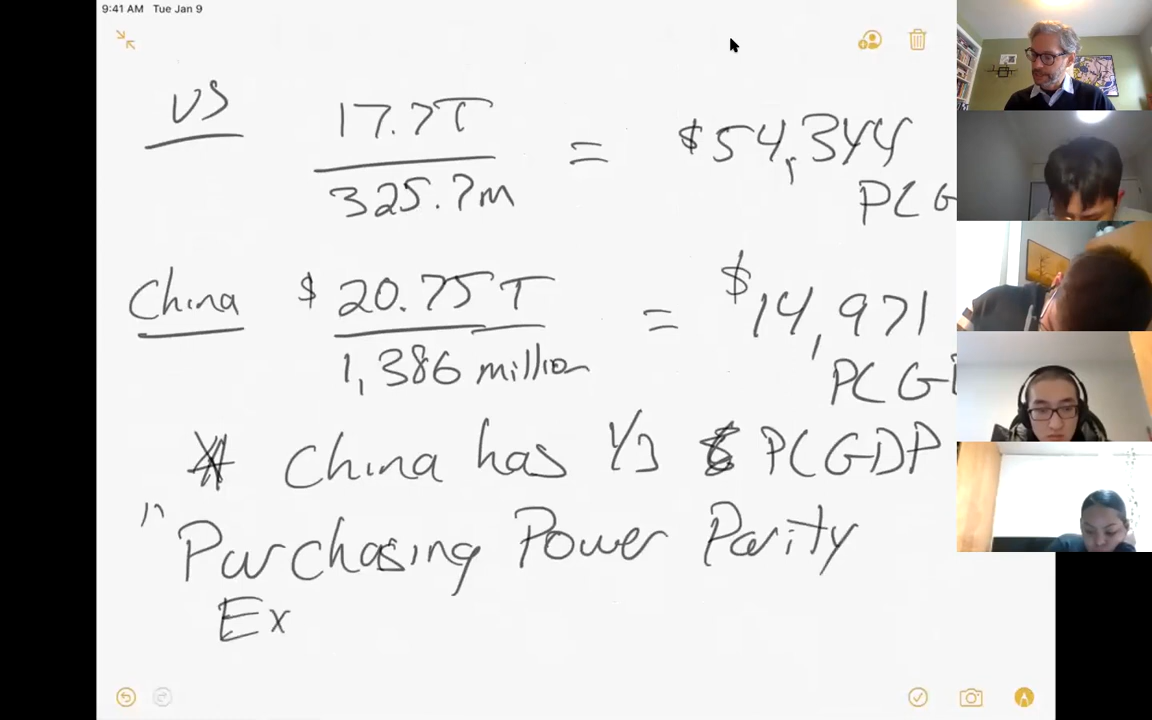 9:41 AM Tue Jan 9
US
17.7T
325.7m
= $54,344
PCG
China $ 20.75T
1,386 million
= $14,971
PCG
China has 1/3 PCGDP
"Purchasing Power Parity
Ex